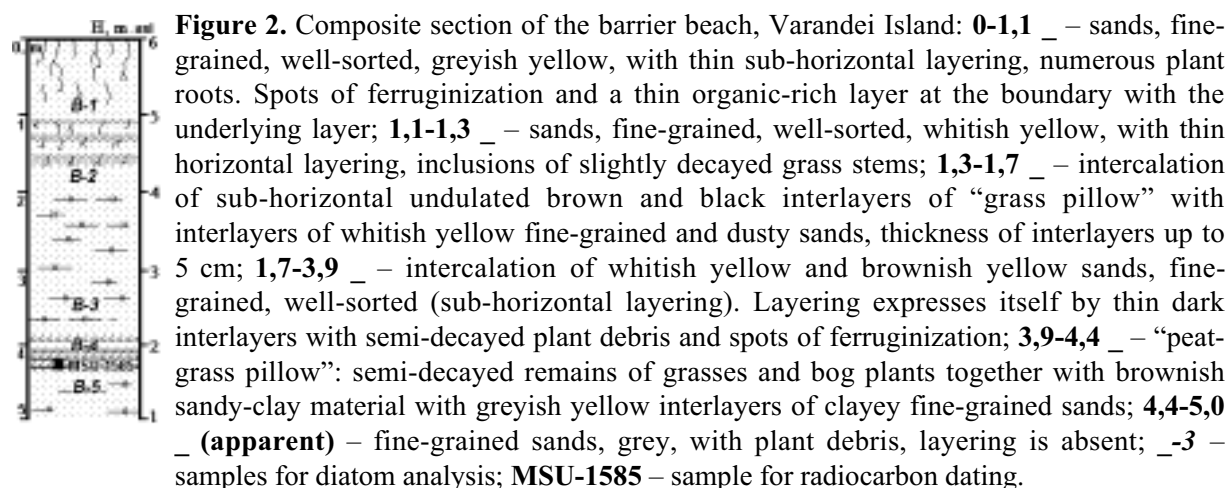 H, m asl
0, m
6
B-1
1
5
B-2
2
4
3
3
B-3
B-4
2
4
MSU-1585
B-5
5
1
Figure 2. Composite section of the barrier beach, Varandei Island: 0-1,1 _ – sands, fine-
grained, well-sorted, greyish yellow, with thin sub-horizontal layering, numerous plant
roots. Spots of ferruginization and a thin organic-rich layer at the boundary with the
underlying layer; 1,1-1,3 _ – sands, fine-grained, well-sorted, whitish yellow, with thin
horizontal layering, inclusions of slightly decayed grass stems; 1,3-1,7 _ – intercalation
of sub-horizontal undulated brown and black interlayers of “grass pillow” with
interlayers of whitish yellow fine-grained and dusty sands, thickness of interlayers up to
5 cm; 1,7-3,9 _ – intercalation of whitish yellow and brownish yellow sands, fine-
grained, well-sorted (sub-horizontal layering). Layering expresses itself by thin dark
interlayers with semi-decayed plant debris and spots of ferruginization; 3,9-4,4 _ – “peat-
grass pillow”: semi-decayed remains of grasses and bog plants together with brownish
sandy-clay material with greyish yellow interlayers of clayey fine-grained sands; 4,4-5,0
_ (apparent) – fine-grained sands, grey, with plant debris, layering is absent; _-3 –
samples for diatom analysis; MSU-1585 – sample for radiocarbon dating.